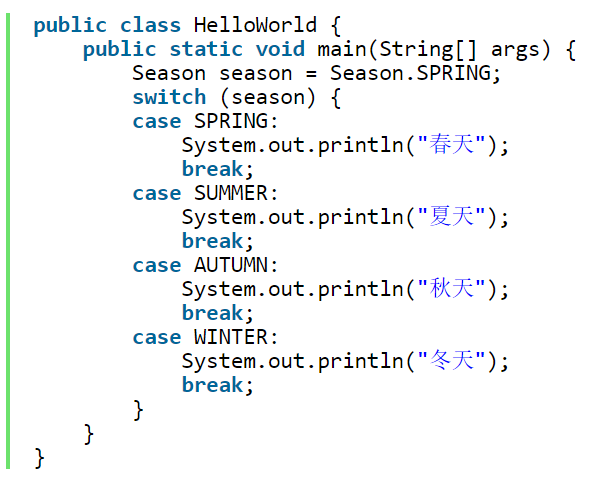 public class HelloWorld {
    public static void main(String[] args) {
        Season season = Season.SPRING;
        switch (season) {
        case SPRING:
            System.out.println("春天");
            break;
        case SUMMER:
            System.out.println("夏天");
            break;
        case AUTUMN:
            System.out.println("秋天");
            break;
        case WINTER:
            System.out.println("冬天");
            break;
        }
    }
}